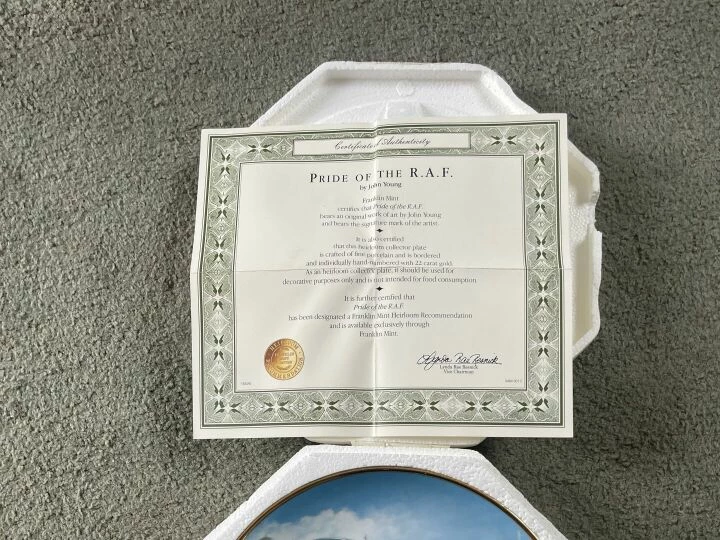 Certificate of Authenticity
PRIDE OF THE R.A.F.
by John Young
Franklin Mint
certifies that Pride of the R.A.F.
bears an original work of art by John Young
and bears the signature mark of the artist.
It is also certified
that this heirloom collector plate
is crafted of fine porcelain and is bordered
and individually hand-numbered with 22 carat gold.
As an heirloom collector plate, it should be used for
decorative purposes only and is not intended for food consumption.
It is further certified that
Pride of the R.A.F.
has been designated a Franklin Mint Heirloom Recommendation
and is available exclusively through
Franklin Mint.
HEIRLOOM
RECOMMENDATION
Lynda Rae Resnick
Lynda Rae Resnick
Vice Chairman